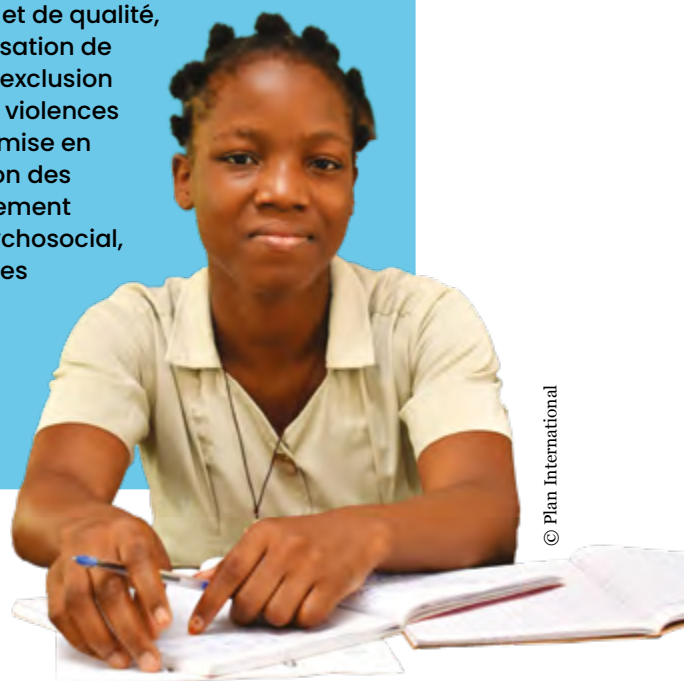 et de qualité,
sation de
exclusion
violences
mise en
on des
ement
chosocial,
es
© Plan International